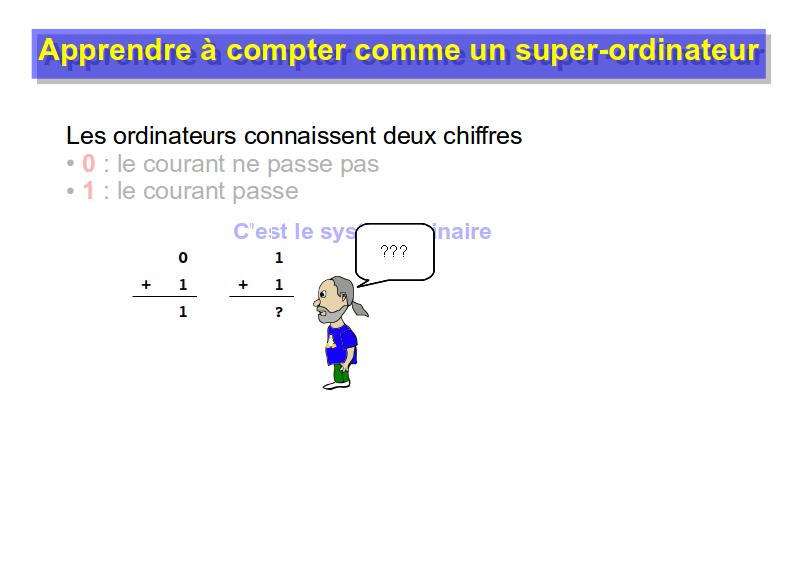 Apprendre à compter comme un super-ordinateur
Les ordinateurs connaissent deux chiffres
• 0 : le courant ne passe pas
• 1 : le courant passe
C'est le sys inaire
???
0
+ 1
1
1
+ 1
?